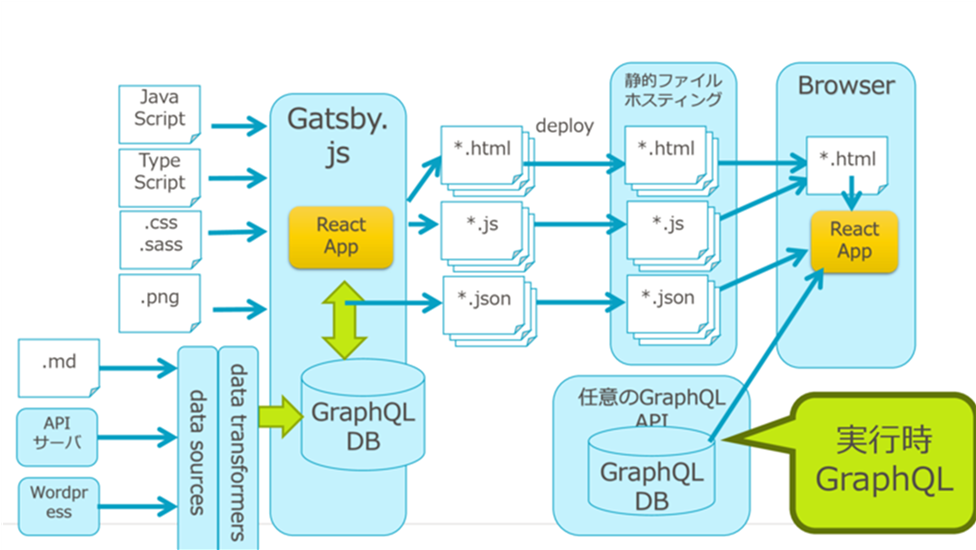 Java
Script
Type
Script
.css
.sass
.png
.md
API
サーバ
Wordpr
ess
data sources
data transformers
Gatsby.
js
React
App
GraphQL
DB
*.html
*.js
*.json
deploy
静的ファイル
ホスティング
*.html
*.js
*.json
Browser
*.html
React
App
任意のGraphQL
API
GraphQL
DB
実行時
GraphQL